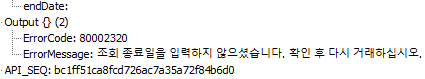 endDate:
Output {} (2)
ErrorCode: 80002320
ErrorMessage: 조회 종료일을 입력하지 않으셨습니다. 확인 후 다시 거래하십시오.
API_SEQ: bc1ff51ca8fcd726ac7a35a72f84b6d0